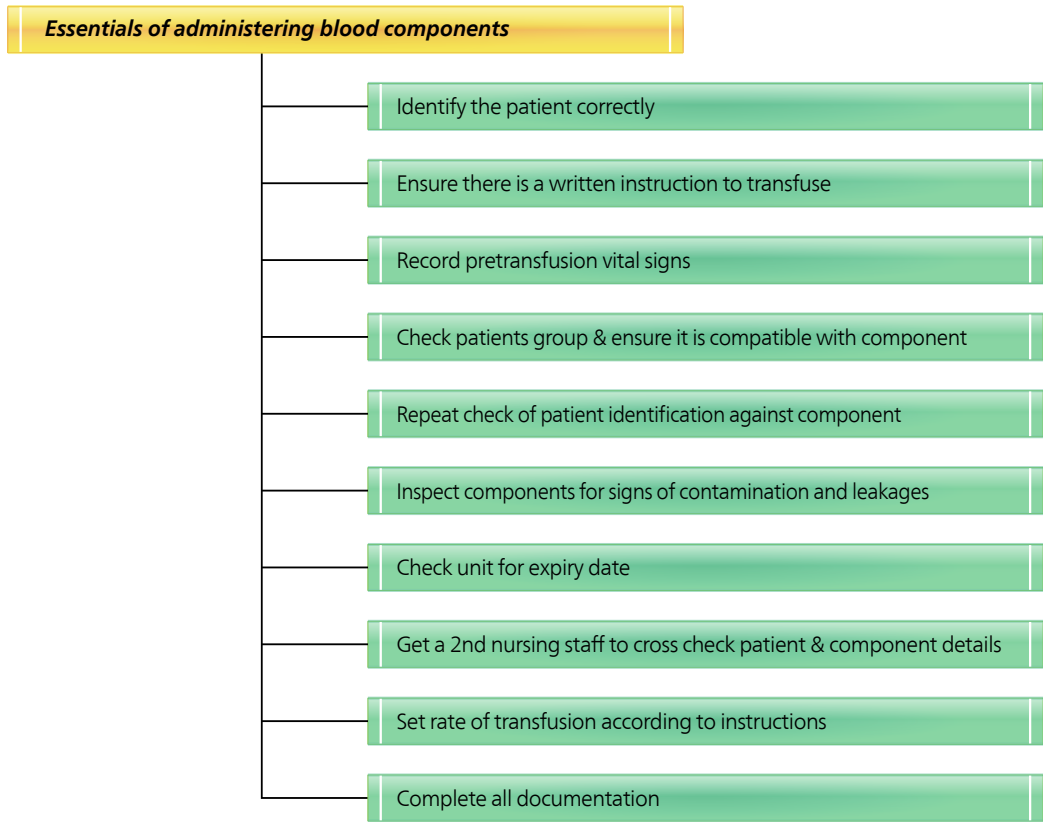 Essentials of administering blood components
Identify the patient correctly
Ensure there is a written instruction to transfuse
Record pretransfusion vital signs
Check patients group & ensure it is compatible with component
Repeat check of patient identification against component
Inspect components for signs of contamination and leakages
Check unit for expiry date
Get a 2nd nursing staff to cross check patient & component details
Set rate of transfusion according to instructions
Complete all documentation